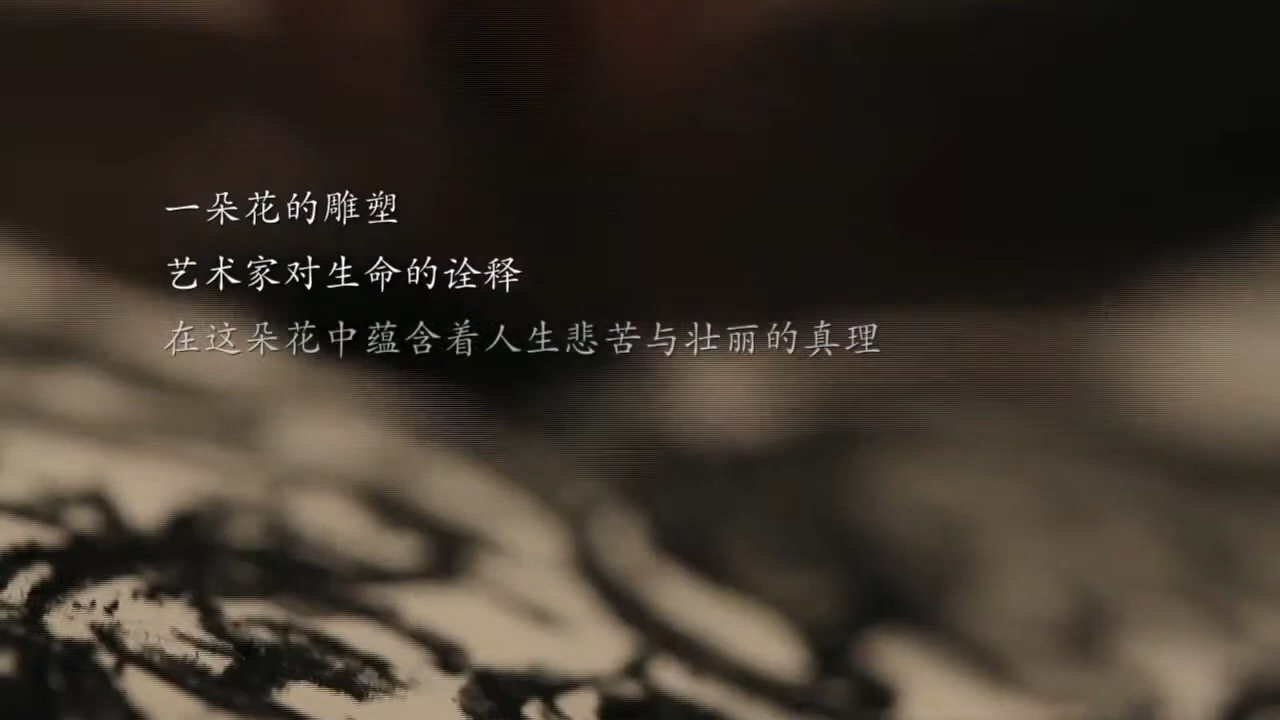 一朵花的雕塑
艺术家对生命的诠释
在这朵花中蕴含着人生悲苦与壮丽的真理